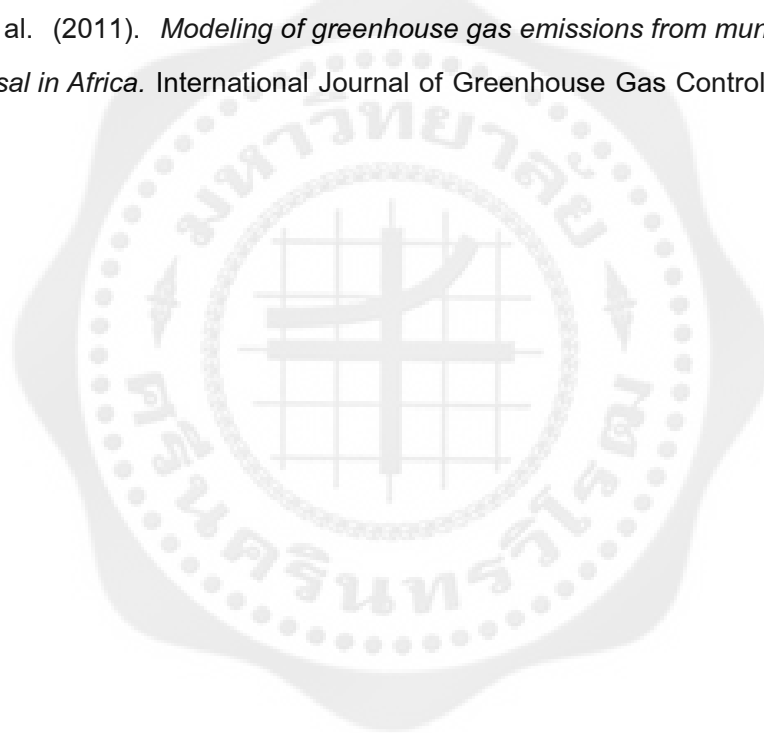 al. (2011). Modeling of greenhouse gas emissions from mun
sal in Africa. International Journal of Greenhouse Gas Control
มหาวิทยาลัย
ศรีนครินทรวิโรฒ